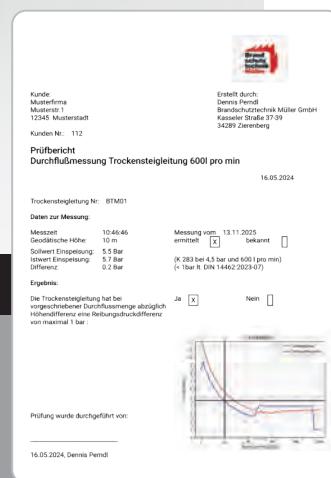 Brand
schutz
technik
Müller
Kunde:
Musterfirma
Musterstr.1
12345 Musterstadt
Kunden Nr.: 112
Erstellt durch:
Dennis Perndl
Brandschutztechnik Müller GmbH
Kasseler Straße 37-39
34289 Zierenberg
Prüfbericht
Durchflußmessung Trockensteigleitung 600l pro min
16.05.2024
Trockensteigleitung Nr: BTM01
Daten zur Messung:
Messzeit 10:46:46 Messung vom 13.11.2025
Geodätische Höhe: 10 m ermittelt X bekannt
Sollwert Einspeisung: 5.5 Bar
Istwert Einspeisung: 5.7 Bar (K 283 bei 4,5 bar und 600 l pro min)
Differenz: 0.2 Bar (< 1bar lt. DIN 14462:2023-07)
Ergebnis:
Die Trockensteigleitung hat bei Ja X Nein
vorgeschriebener Durchflussmenge abzüglich
Höhendifferenz eine Reibungsdruckdifferenz
von maximal 1 bar :
Prüfung wurde durchgeführt von:
16.05.2024, Dennis Perndl